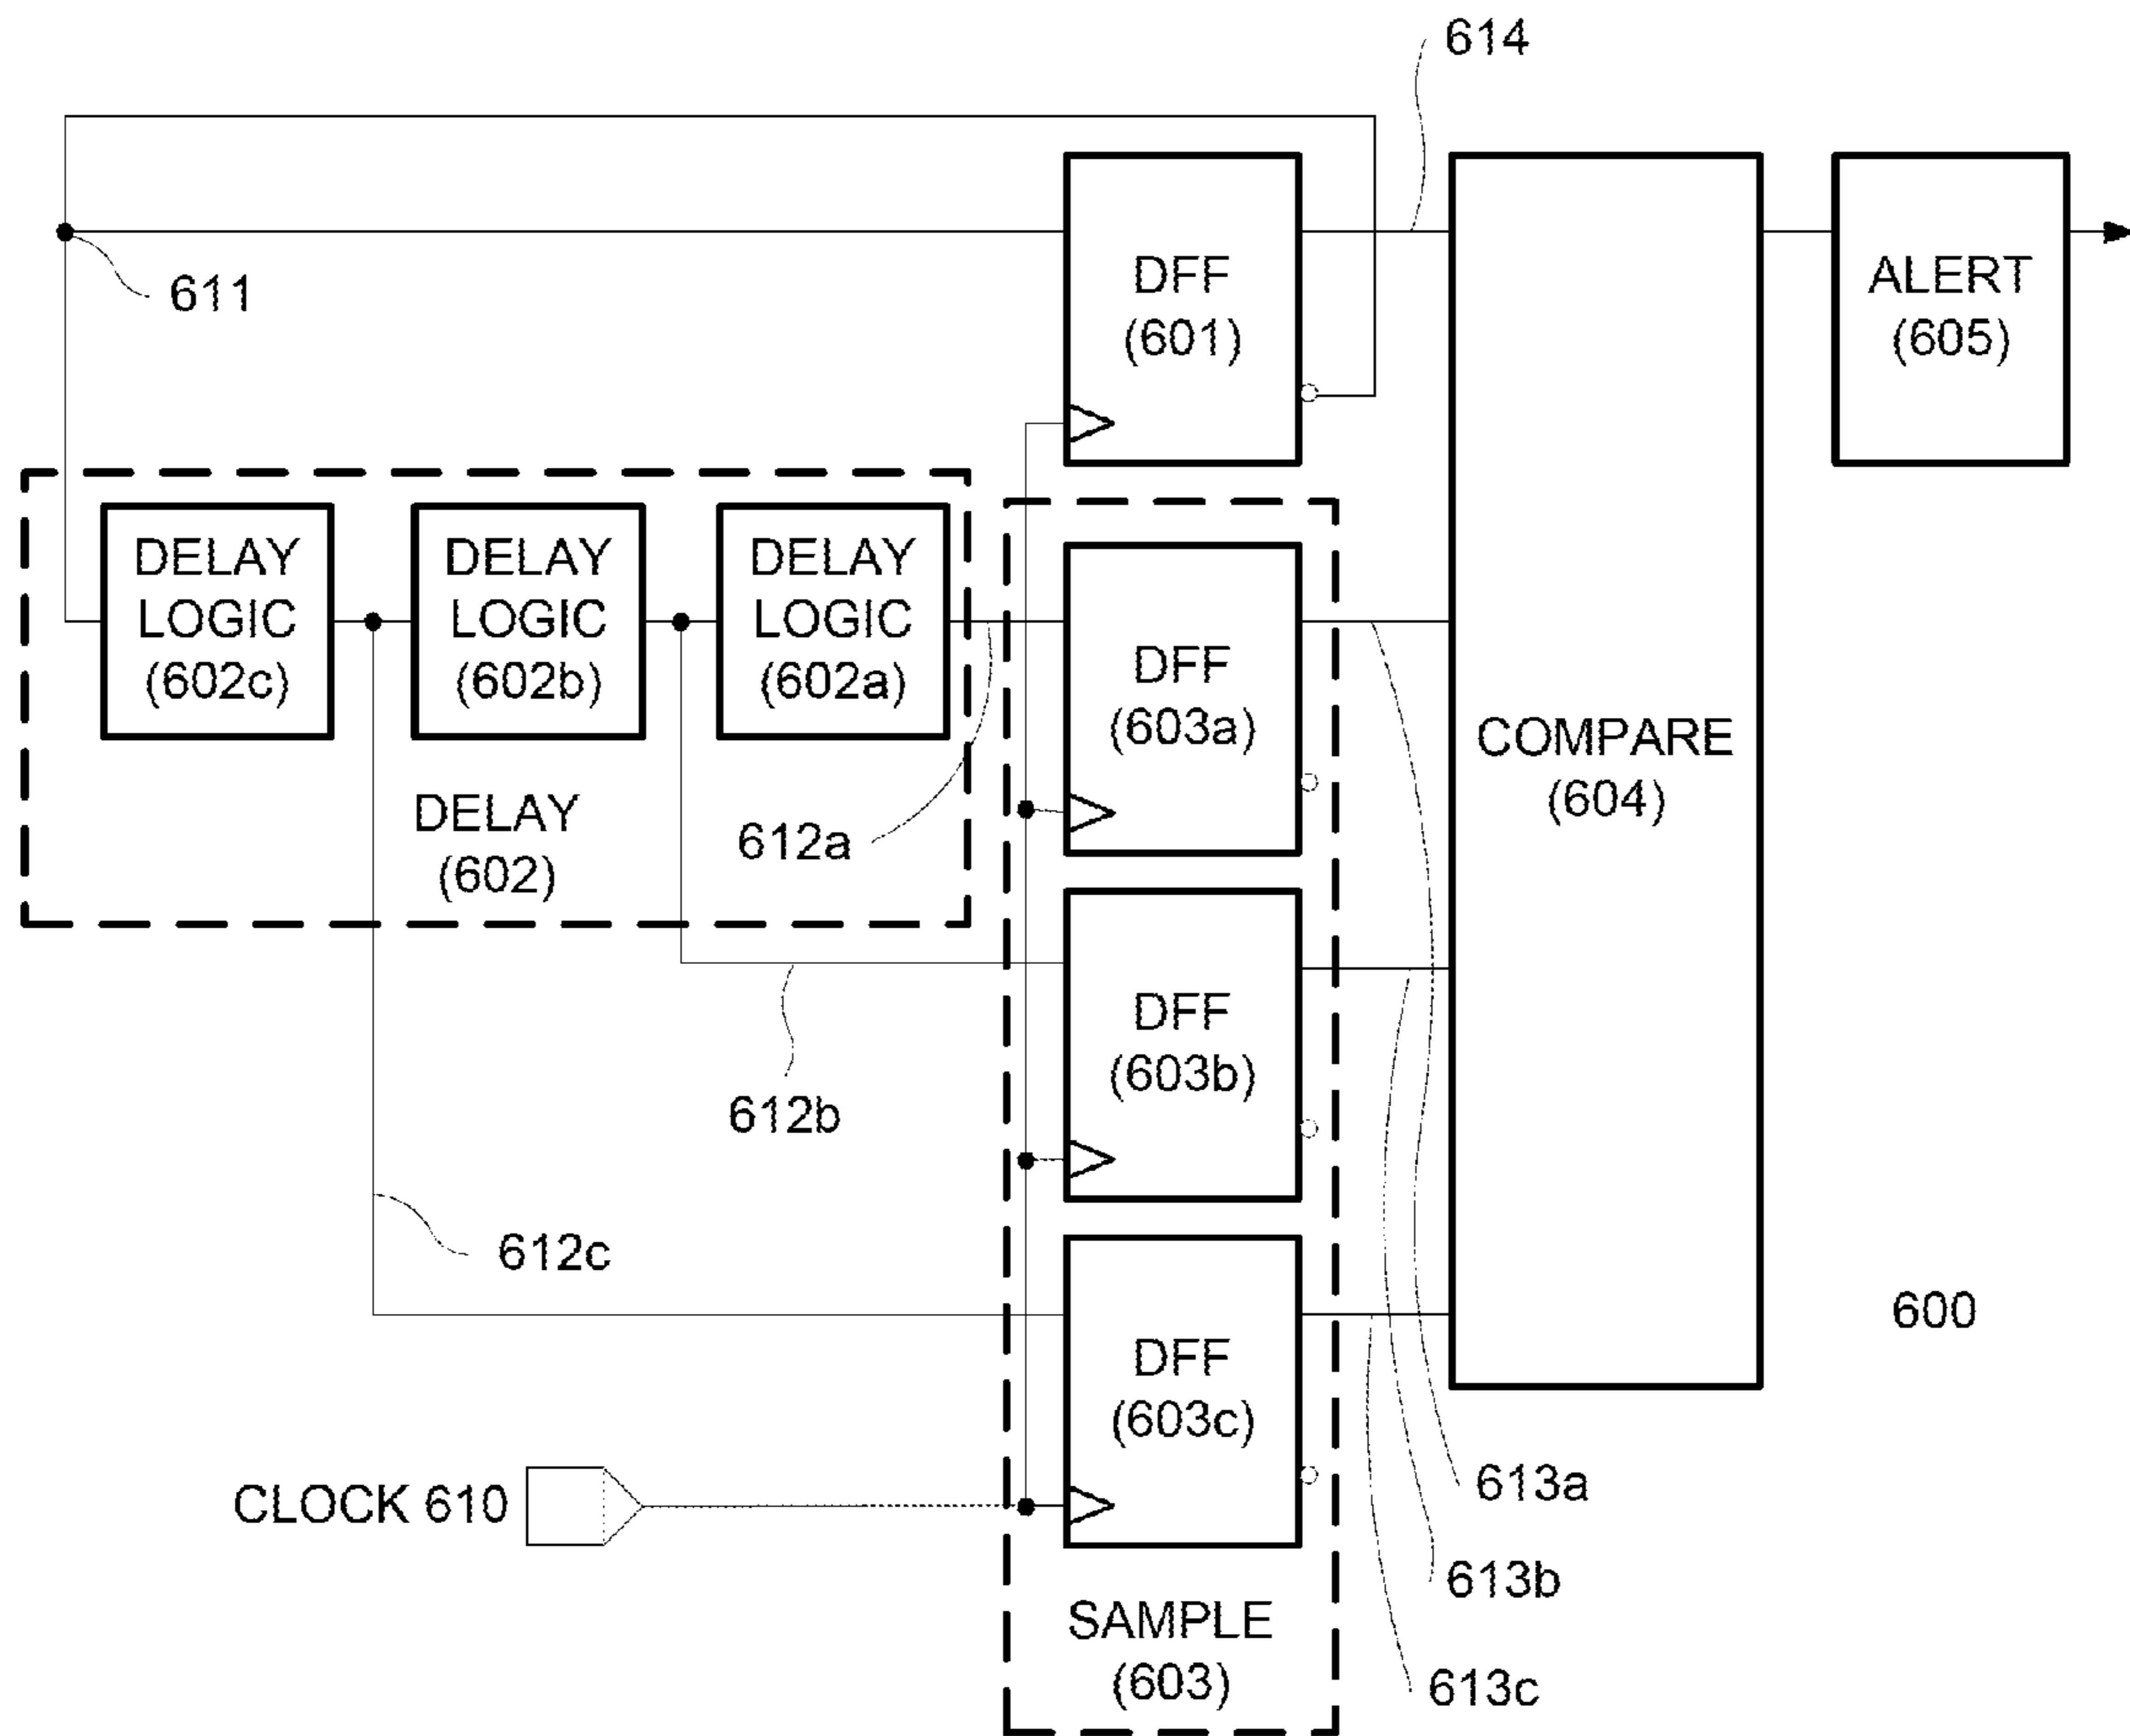 614
611
DFF
(601)
ALERT
(605)
DELAY
LOGIC
(602c)
DELAY
LOGIC
(602b)
DELAY
LOGIC
(602a)
DELAY
(602)
612a
DFF
(603a)
COMPARE
(604)
612b
DFF
(603b)
612c
DFF
(603c)
600
CLOCK 610
613a
613b
613c
SAMPLE
(603)